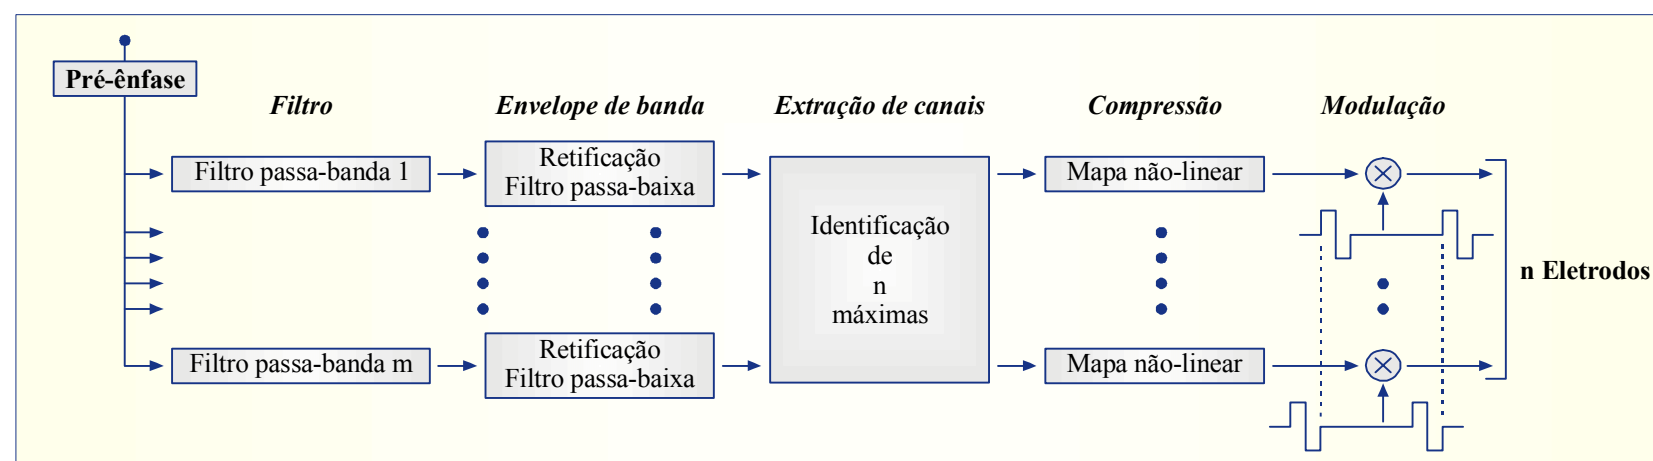 Pré-ênfase
Filtro
Envelope de banda
Extração de canais
Compressão
Modulação
Filtro passa-banda 1
Retificação
Filtro passa-baixa
Mapa não-linear
Identificação
de
n
máximas
n Eletrodos
Filtro passa-banda m
Retificação
Filtro passa-baixa
Mapa não-linear